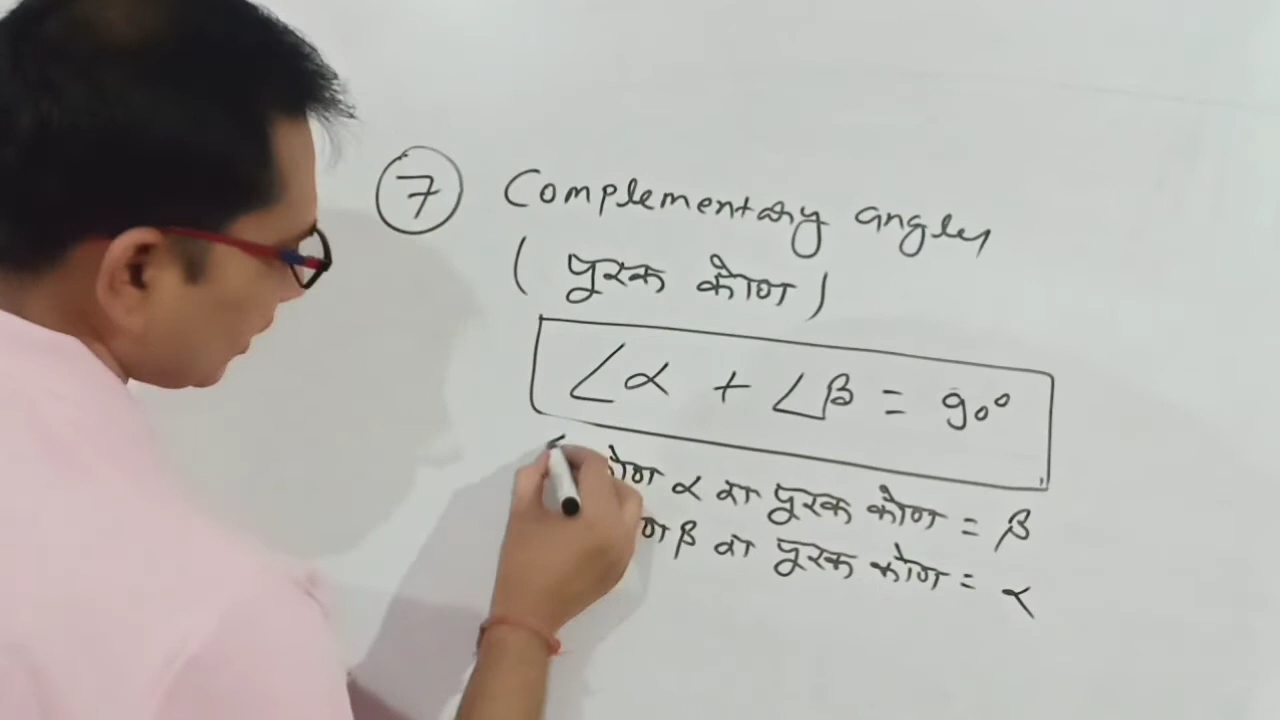 7 Complementary angles
( पूरक कोण )
∠α + ∠β = 90°
कोण α का पूरक कोण = β
β का पूरक कोण = α